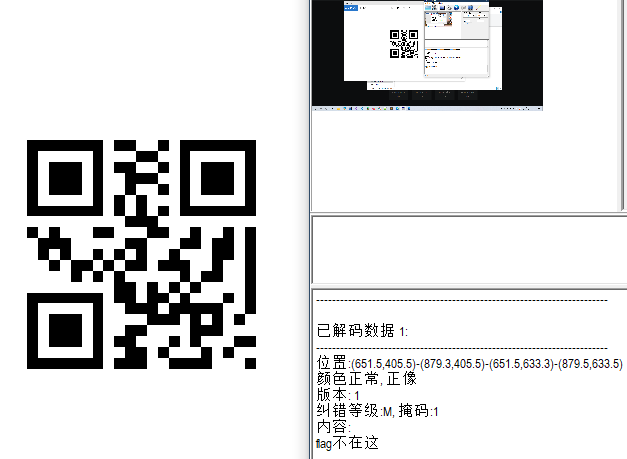 已解码数据 1:
位置:(651.5,405.5)-(879.3,405.5)-(651.5,633.3)-(879.5,633.5)
颜色正常, 正像
版本: 1
纠错等级:M, 掩码:1
内容:
flag不在这